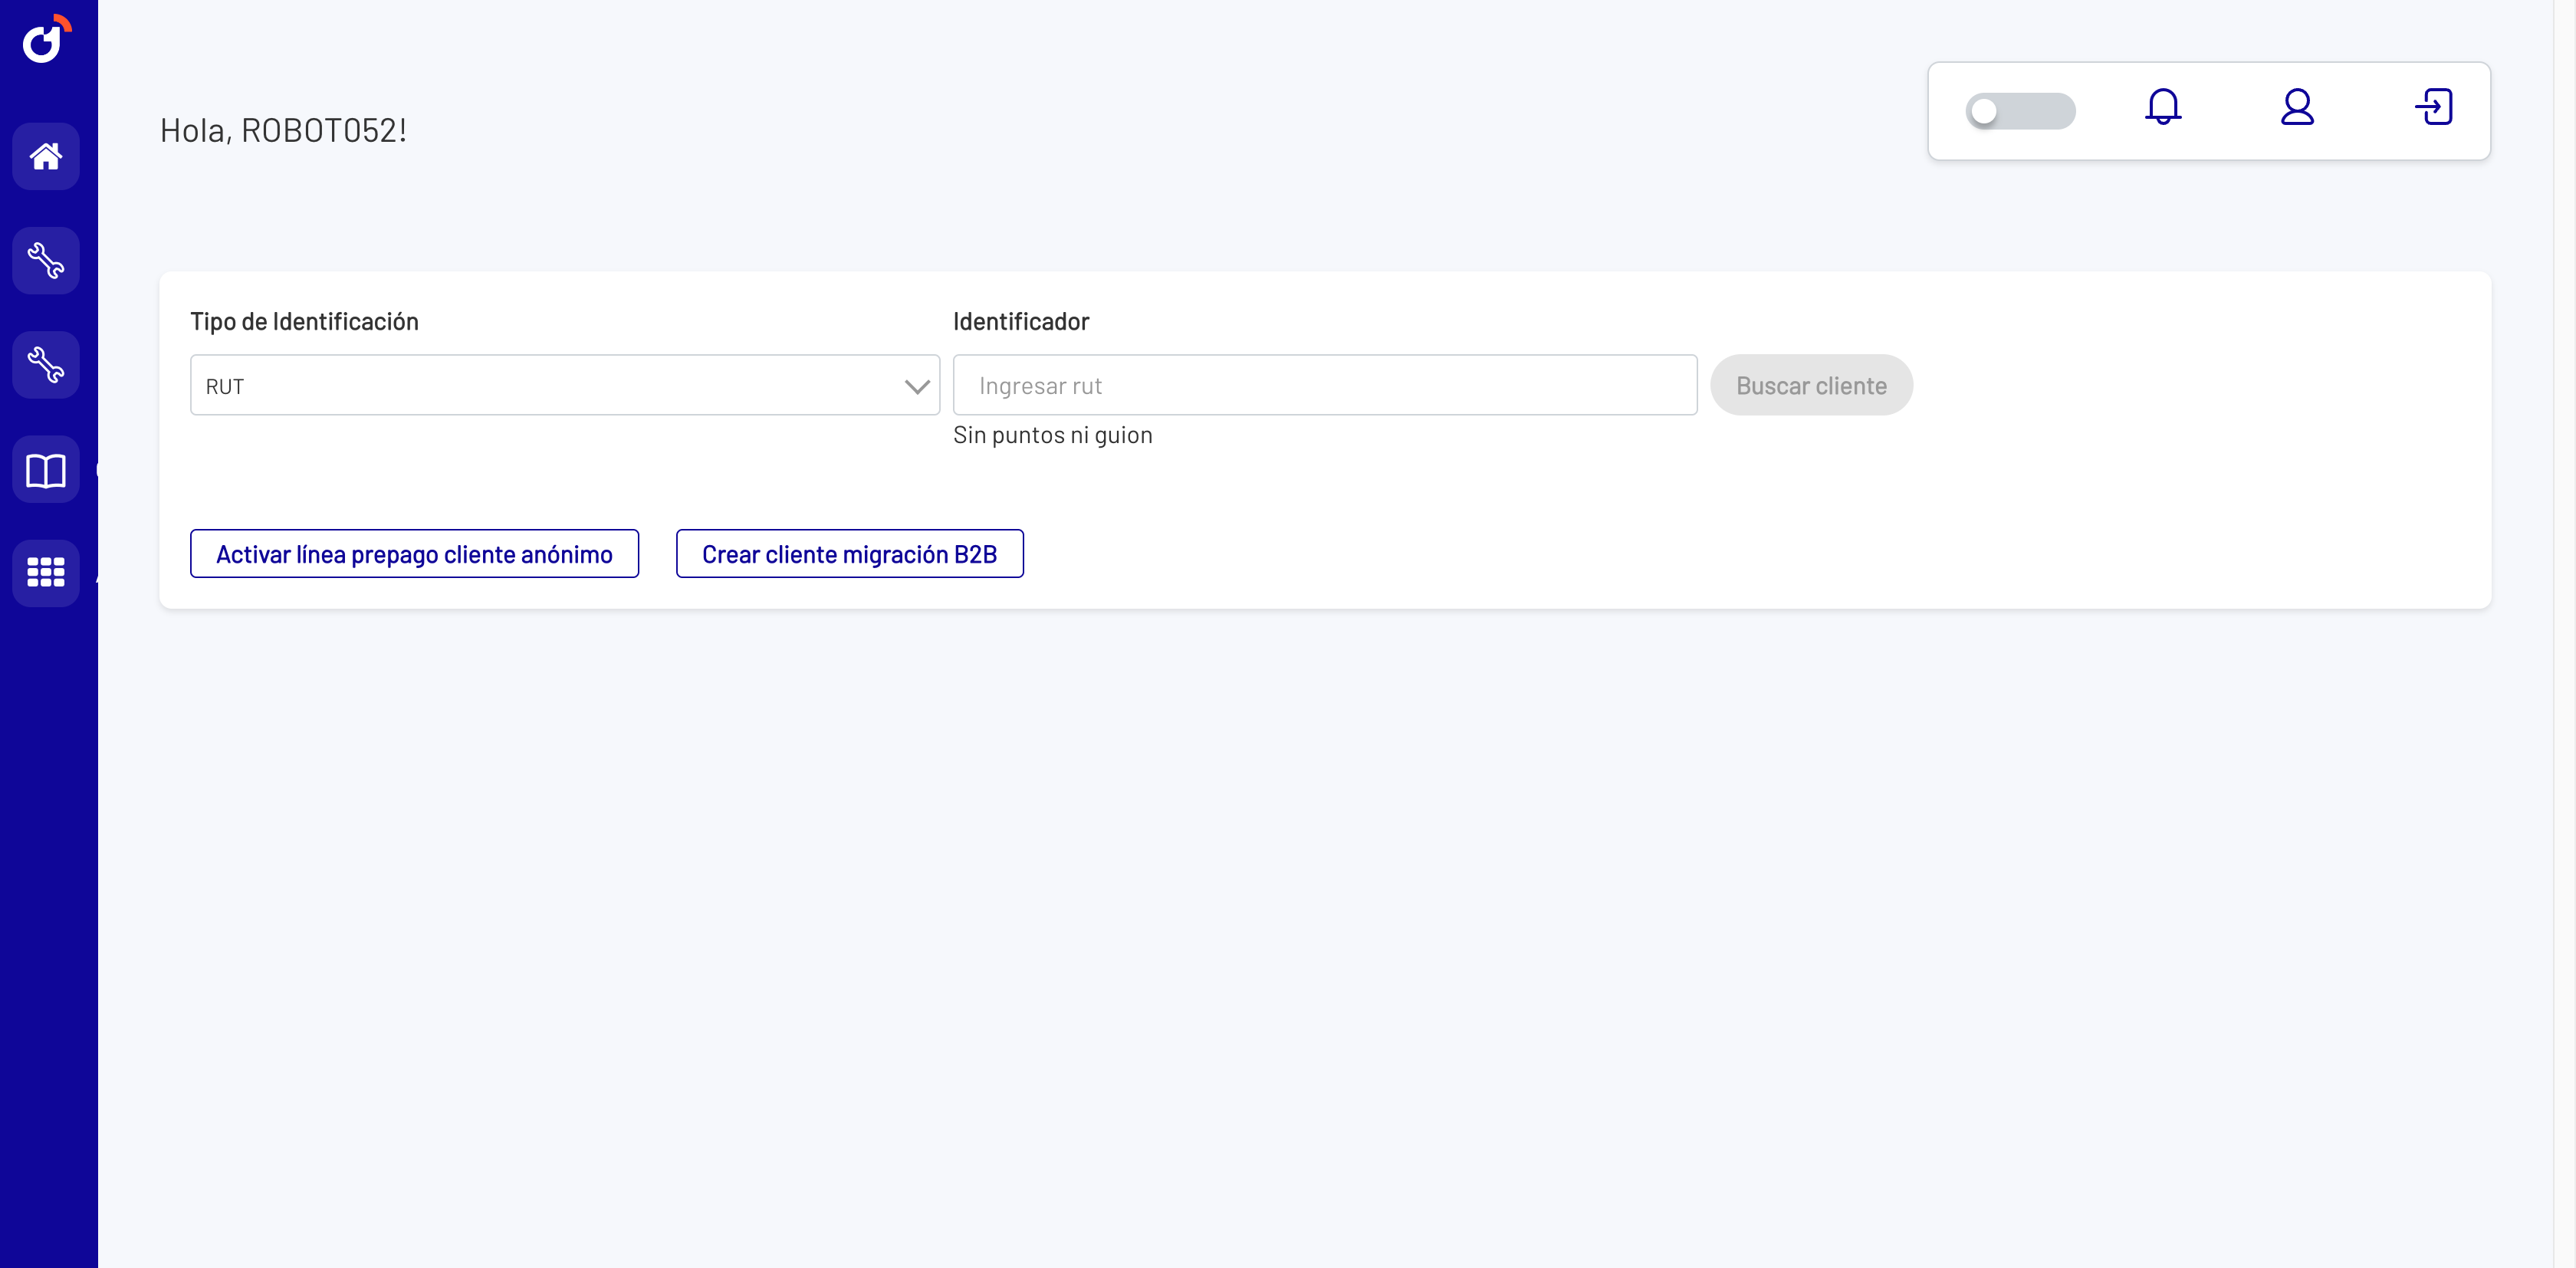 Hola, ROBOT052!
Tipo de Identificación
Identificador
RUT
Ingresar rut
Buscar cliente
Sin puntos ni guion
Activar línea prepago cliente anónimo
Crear cliente migración B2B